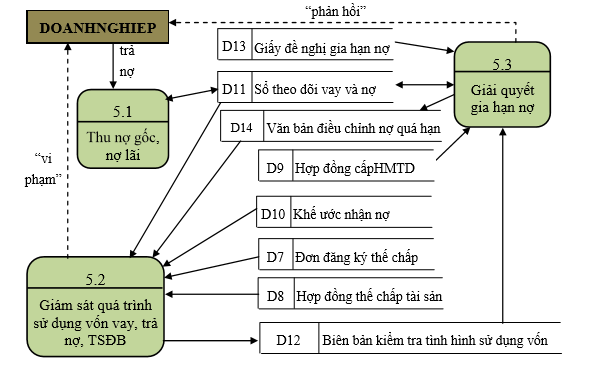 “phản hồi”
DOANHNGHIEP
trả
nợ
D13 Giấy đề nghị gia hạn nợ
5.3
Giải quyết
gia hạn nợ
D11 Sổ theo dõi vay và nợ
5.1
Thu nợ gốc,
nợ lãi
D14 Văn bản điều chỉnh nợ quá hạn
“vi
phạm”
D9 Hợp đồng cấpHMTD
D10 Khế ước nhận nợ
D7 Đơn đăng ký thế chấp
5.2
Giám sát quá trình
sử dụng vốn vay, trả
nợ, TSĐB
D8 Hợp đồng thế chấp tài sản
D12 Biên bản kiểm tra tình hình sử dụng vốn